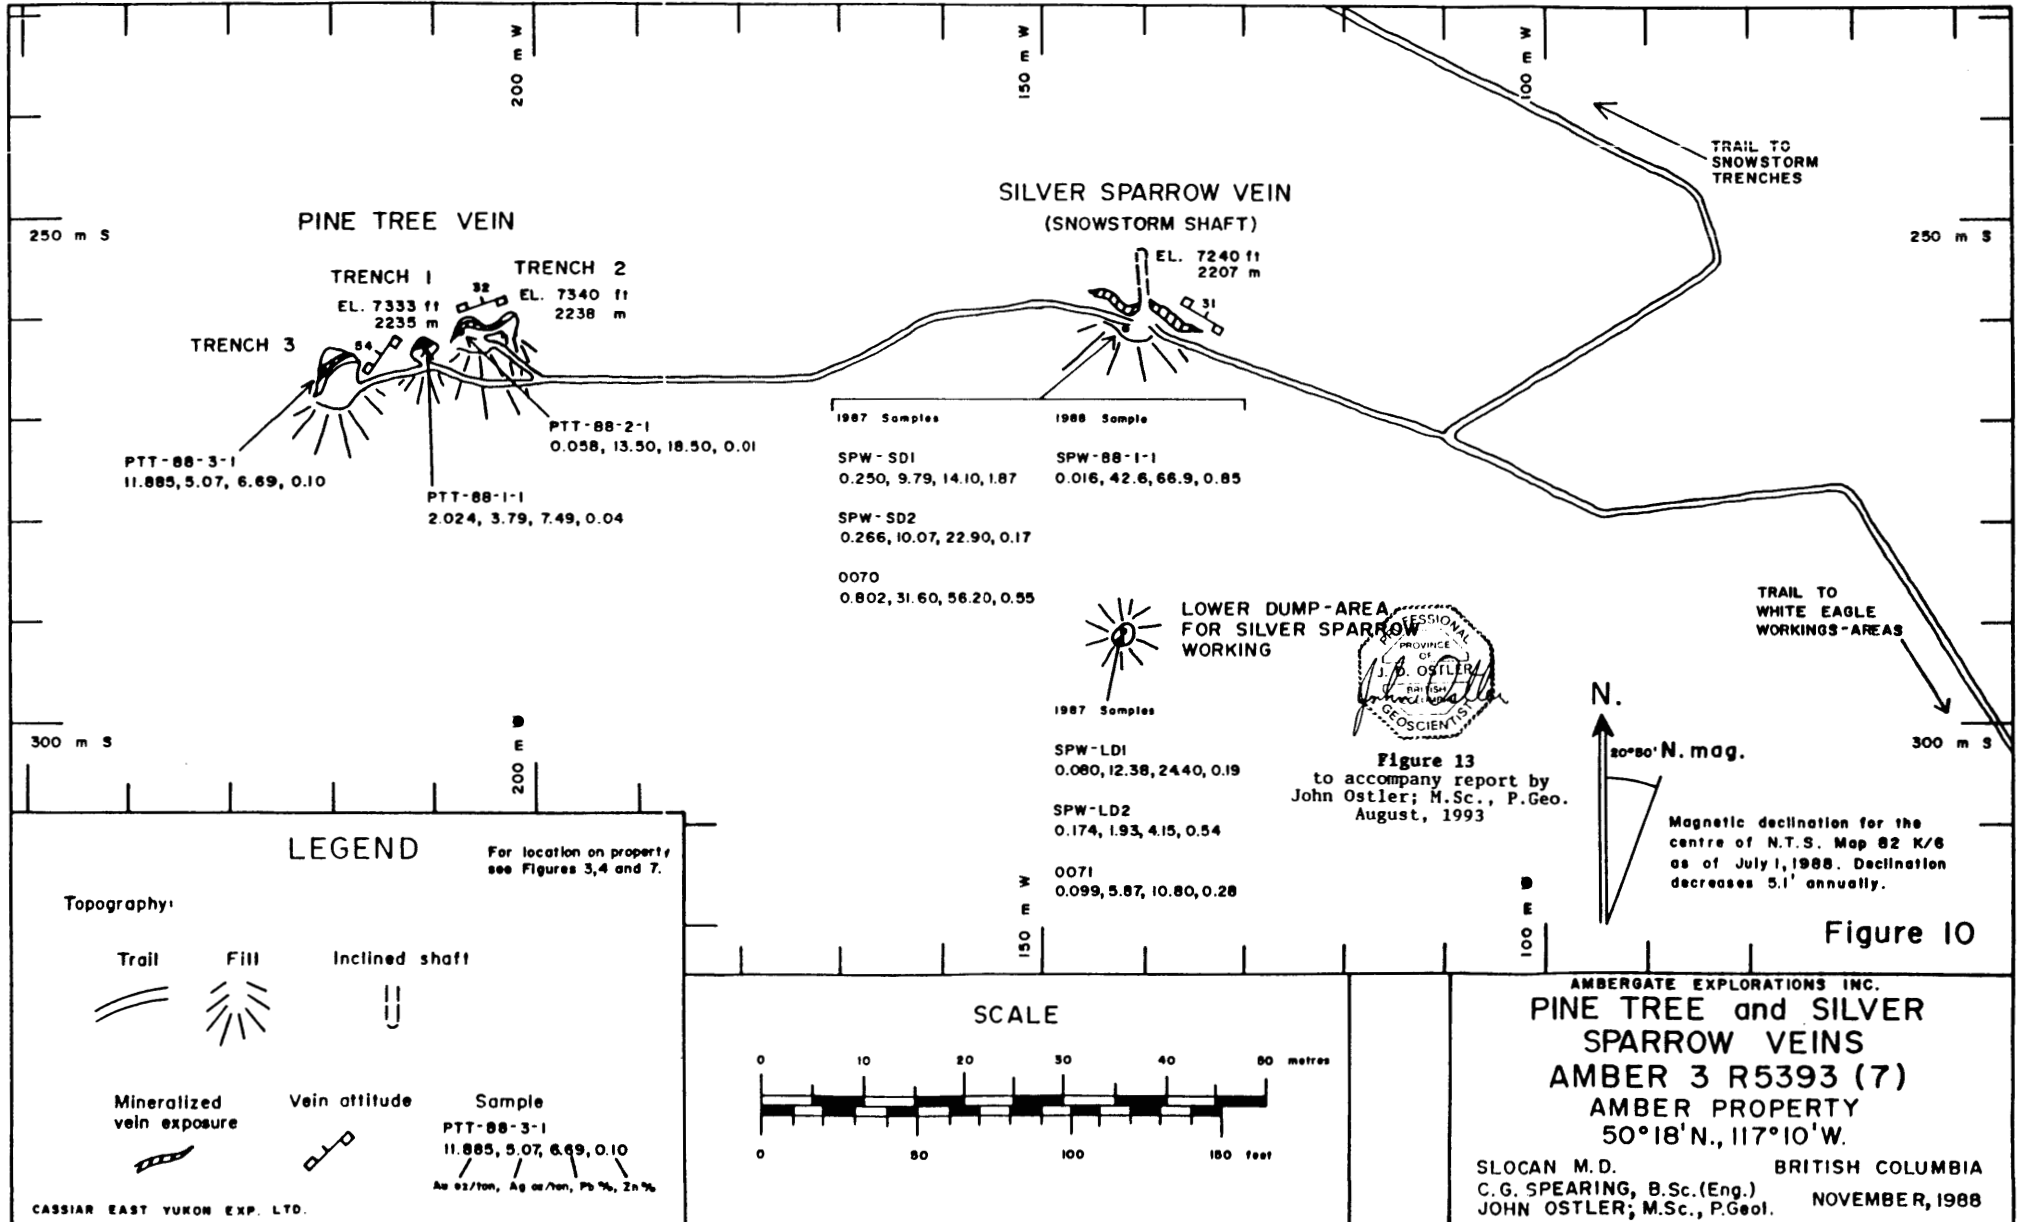 200 m W
150 m W
100 m W
TRAIL TO
SNOWSTORM
TRENCHES
SILVER SPARROW VEIN
(SNOWSTORM SHAFT)
PINE TREE VEIN
250 m S
250 m S
EL. 7240 ft
2207 m
TRENCH 1
EL. 7333 ft
2235 m
TRENCH 2
EL. 7340 ft
2238 m
32
31
54
TRENCH 3
1987 Samples
1988 Sample
PTT-88-2-1
0.058, 13.50, 18.50, 0.01
PTT-88-3-1
11.885, 5.07, 6.69, 0.10
PTT-88-1-1
2.024, 3.79, 7.49, 0.04
SPW-SD1
0.250, 9.79, 14.10, 1.87
SPW-88-1-1
0.016, 42.6, 66.9, 0.85
SPW-SD2
0.266, 10.07, 22.90, 0.17
0070
0.802, 31.60, 56.20, 0.55
LOWER DUMP-AREA
FOR SILVER SPARROW
WORKING
PROFESSIONAL
PROVINCE
OF
J. D. OSTLER
BRITISH
COLUMBIA
GEOSCIENTIST
John Ostler
TRAIL TO
WHITE EAGLE
WORKINGS-AREAS
1987 Samples
SPW-LD1
0.080, 12.38, 24.40, 0.19
SPW-LD2
0.174, 1.93, 4.15, 0.54
0071
0.099, 5.87, 10.80, 0.28
Figure 13
to accompany report by
John Ostler; M.Sc., P.Geo.
August, 1993
N.
20°50' N. mag.
300 m S
300 m S
Magnetic declination for the
centre of N.T.S. Map 82 K/6
as of July 1, 1988. Declination
decreases 5.1' annually.
200 E
150 m W
100 E
Figure 10
LEGEND
For location on property
see Figures 3,4 and 7.
Topography:
Trail
Fill
Inclined shaft
Mineralized
vein exposure
Vein attitude
Sample
PTT-88-3-1
11.885, 5.07, 6.69, 0.10
Au oz/ton, Ag oz/ton, Pb %, Zn %
CASSIAR EAST YUKON EXP. LTD.
SCALE
0 10 20 30 40 50 metres
0 50 100 150 feet
AMBERGATE EXPLORATIONS INC.
PINE TREE and SILVER
SPARROW VEINS
AMBER 3 R5393 (7)
AMBER PROPERTY
50°18'N., 117°10'W.
SLOCAN M.D. BRITISH COLUMBIA
C.G. SPEARING, B.Sc.(Eng.)
JOHN OSTLER; M.Sc., P.Geol.
NOVEMBER, 1988